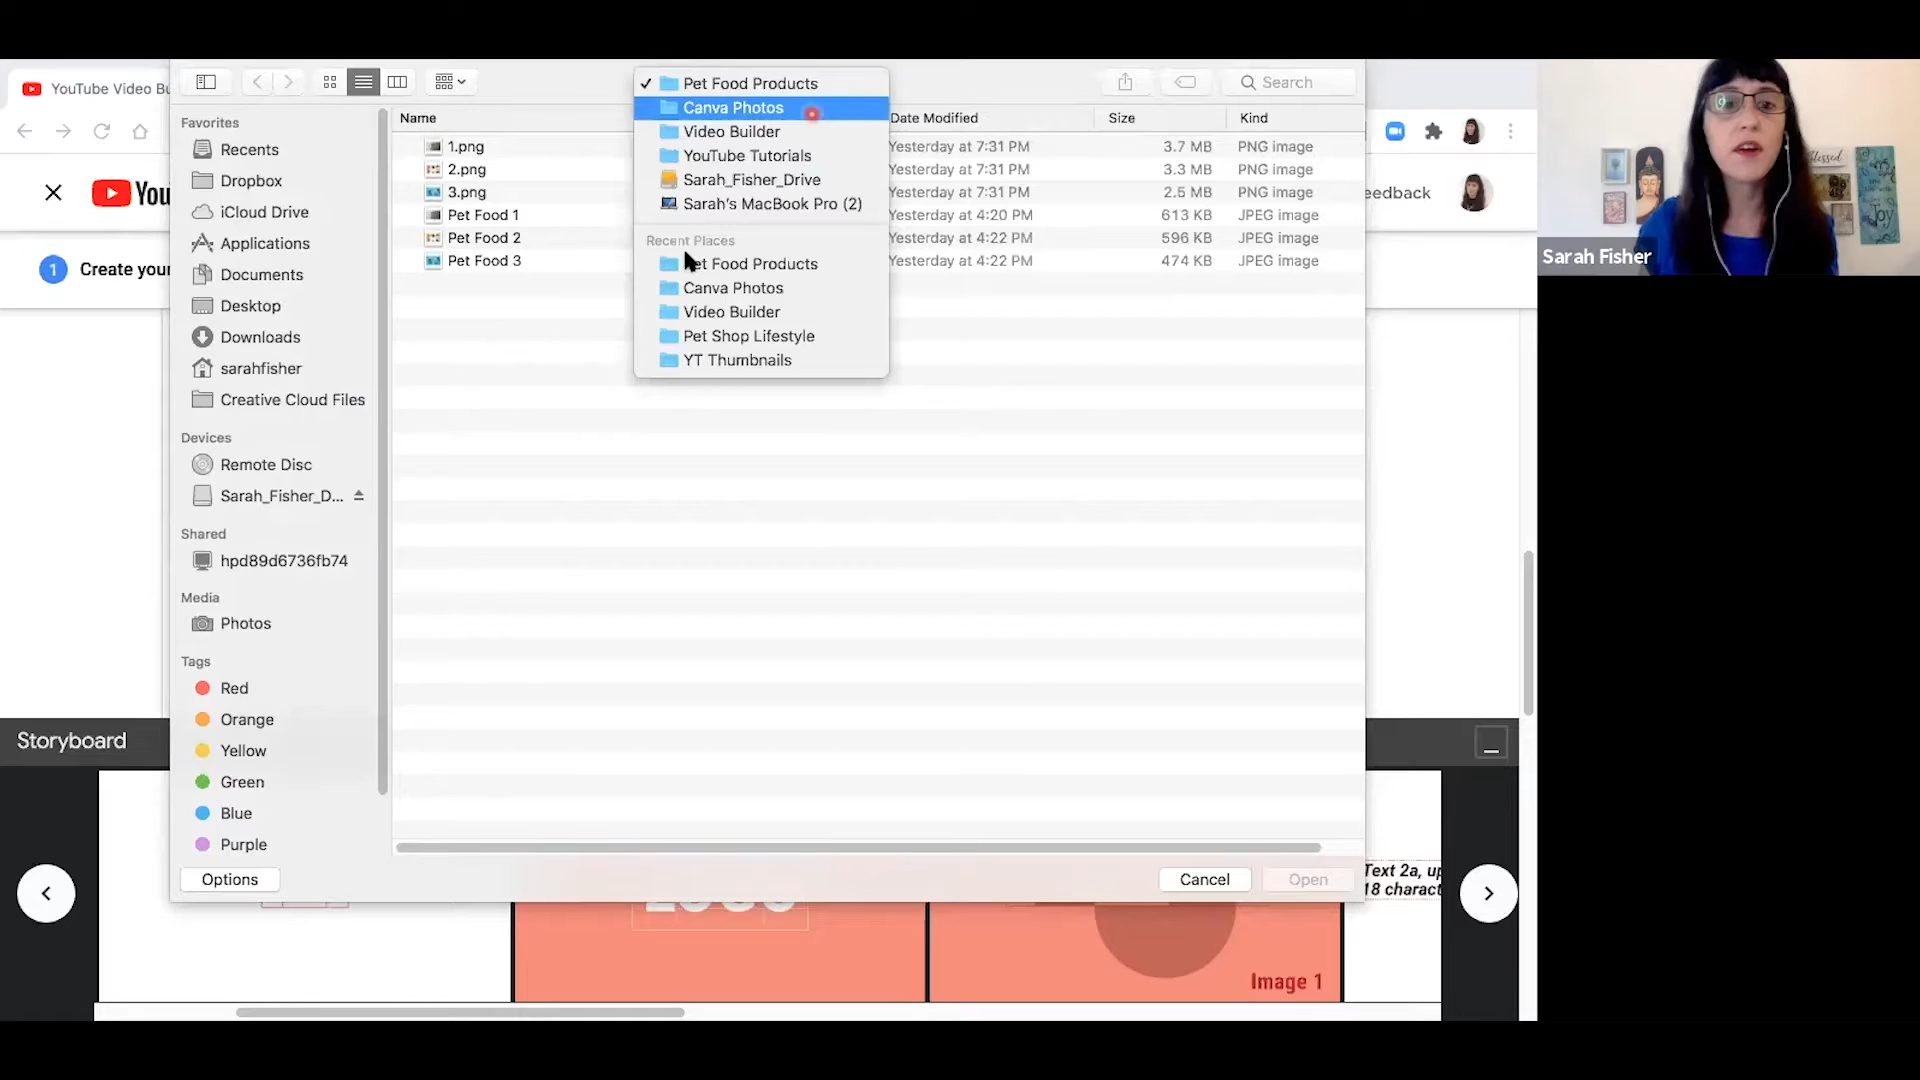 YouTube Video Bu
You
eedback
1 Create your
Pet Food Products
Canva Photos
Video Builder
YouTube Tutorials
Sarah_Fisher_Drive
Sarah's MacBook Pro (2)
Recent Places
Pet Food Products
Canva Photos
Video Builder
Pet Shop Lifestyle
YT Thumbnails
Search
Favorites
Recents
Dropbox
iCloud Drive
Applications
Documents
Desktop
Downloads
sarahfisher
Creative Cloud Files
Devices
Remote Disc
Sarah_Fisher_D...
Shared
hpd89d6736fb74
Media
Photos
Tags
Red
Orange
Yellow
Green
Blue
Purple
Name Date Modified Size Kind
1.png Yesterday at 7:31 PM 3.7 MB PNG image
2.png Yesterday at 7:31 PM 3.3 MB PNG image
3.png Yesterday at 7:31 PM 2.5 MB PNG image
Pet Food 1 Yesterday at 4:20 PM 613 KB JPEG image
Pet Food 2 Yesterday at 4:22 PM 596 KB JPEG image
Pet Food 3 Yesterday at 4:22 PM 474 KB JPEG image
Options
Cancel
Open
Storyboard
Text 2a, up
18 charact
Image 1
Sarah Fisher
Blessed
Joy